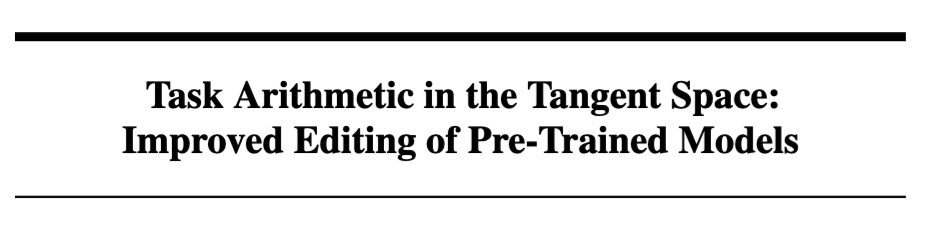 Task Arithmetic in the Tangent Space:
Improved Editing of Pre-Trained Models